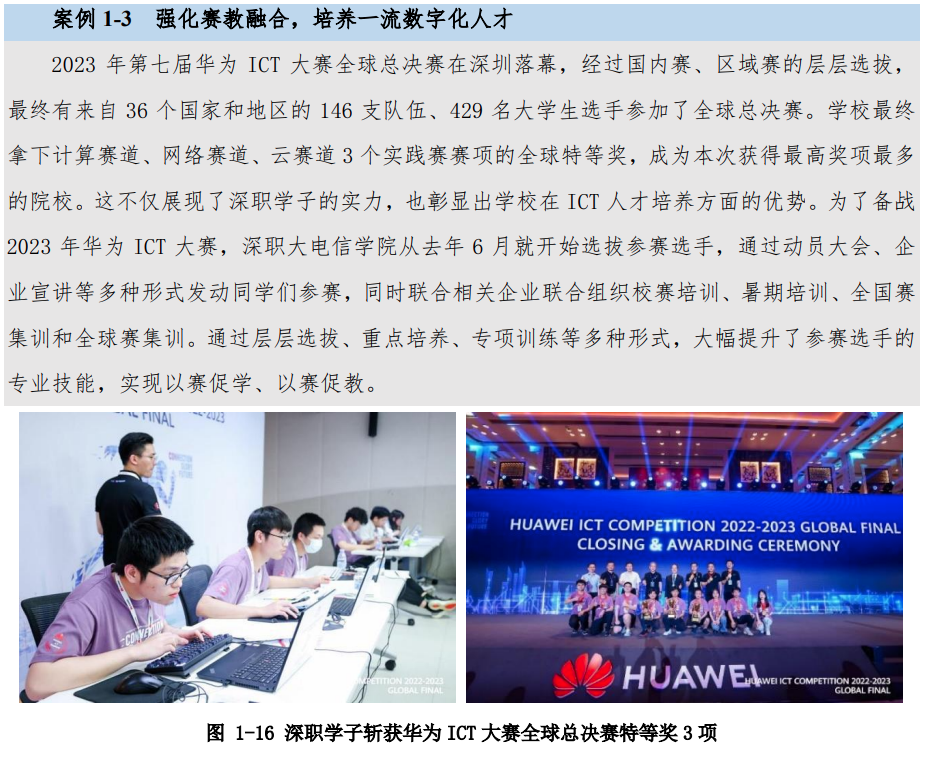 案例 1-3 强化赛教融合，培养一流数字化人才
2023 年第七届华为 ICT 大赛全球总决赛在深圳落幕，经过国内赛、区域赛的层层选拔，
最终有来自 36 个国家和地区的 146 支队伍、429 名大学生选手参加了全球总决赛。学校最终
拿下计算赛道、网络赛道、云赛道 3 个实践赛赛项的全球特等奖，成为本次获得最高奖项最多
的院校。这不仅展现了深职学子的实力，也彰显出学校在 ICT 人才培养方面的优势。为了备战
2023 年华为 ICT 大赛，深职大电信学院从去年 6 月就开始选拔参赛选手，通过动员大会、企
业宣讲等多种形式发动同学们参赛，同时联合相关企业联合组织校赛培训、暑期培训、全国赛
集训和全球赛集训。通过层层选拔、重点培养、专项训练等多种形式，大幅提升了参赛选手的
专业技能，实现以赛促学、以赛促教。
AL FINAL
2022-2023
CONNECTION
GLORY
FUTURE
CONNECTION
MPETITION 2022-2023
GLOBAL FINAL
HUAWEI ICT COMPETITION 2022-2023 GLOBAL FINAL
CLOSING & AWARDING CEREMONY
HUAWEI
HUAWEI ICT COMPETITION 2022-2023
GLOBAL FINAL
图 1-16 深职学子斩获华为 ICT 大赛全球总决赛特等奖 3 项